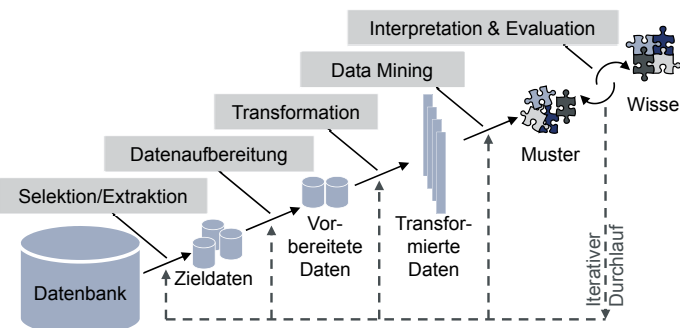 Interpretation & Evaluation
Data Mining
Transformation
Datenaufbereitung
Selektion/Extraktion
Datenbank
Zieldaten
Vor-
bereitete
Daten
Transfor-
mierte
Daten
Muster
Wisse
Iterativer
Durchlauf